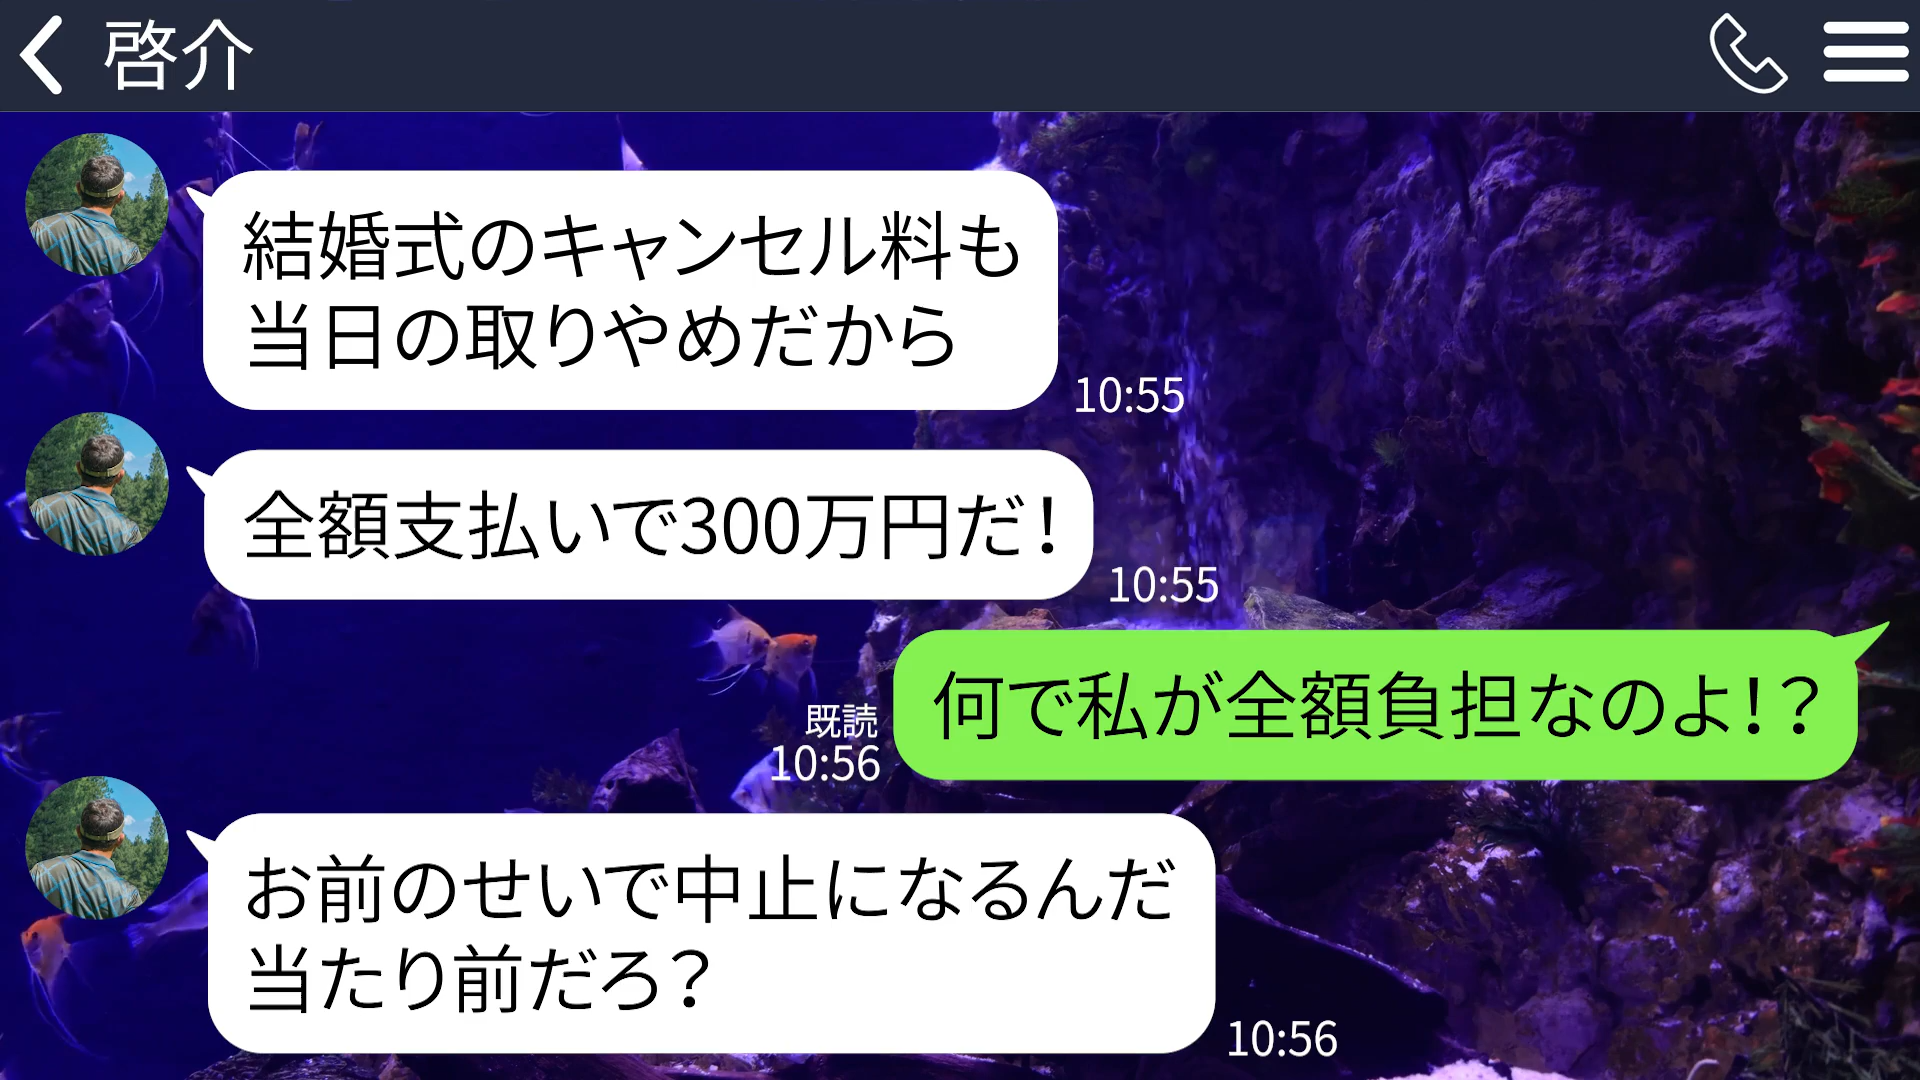 啓介
結婚式のキャンセル料も
当日の取りやめだから
10:55
全額支払いで300万円だ！
10:55
何で私が全額負担なのよ！？
既読
10:56
お前のせいで中止になるんだ
当たり前だろ？
10:56